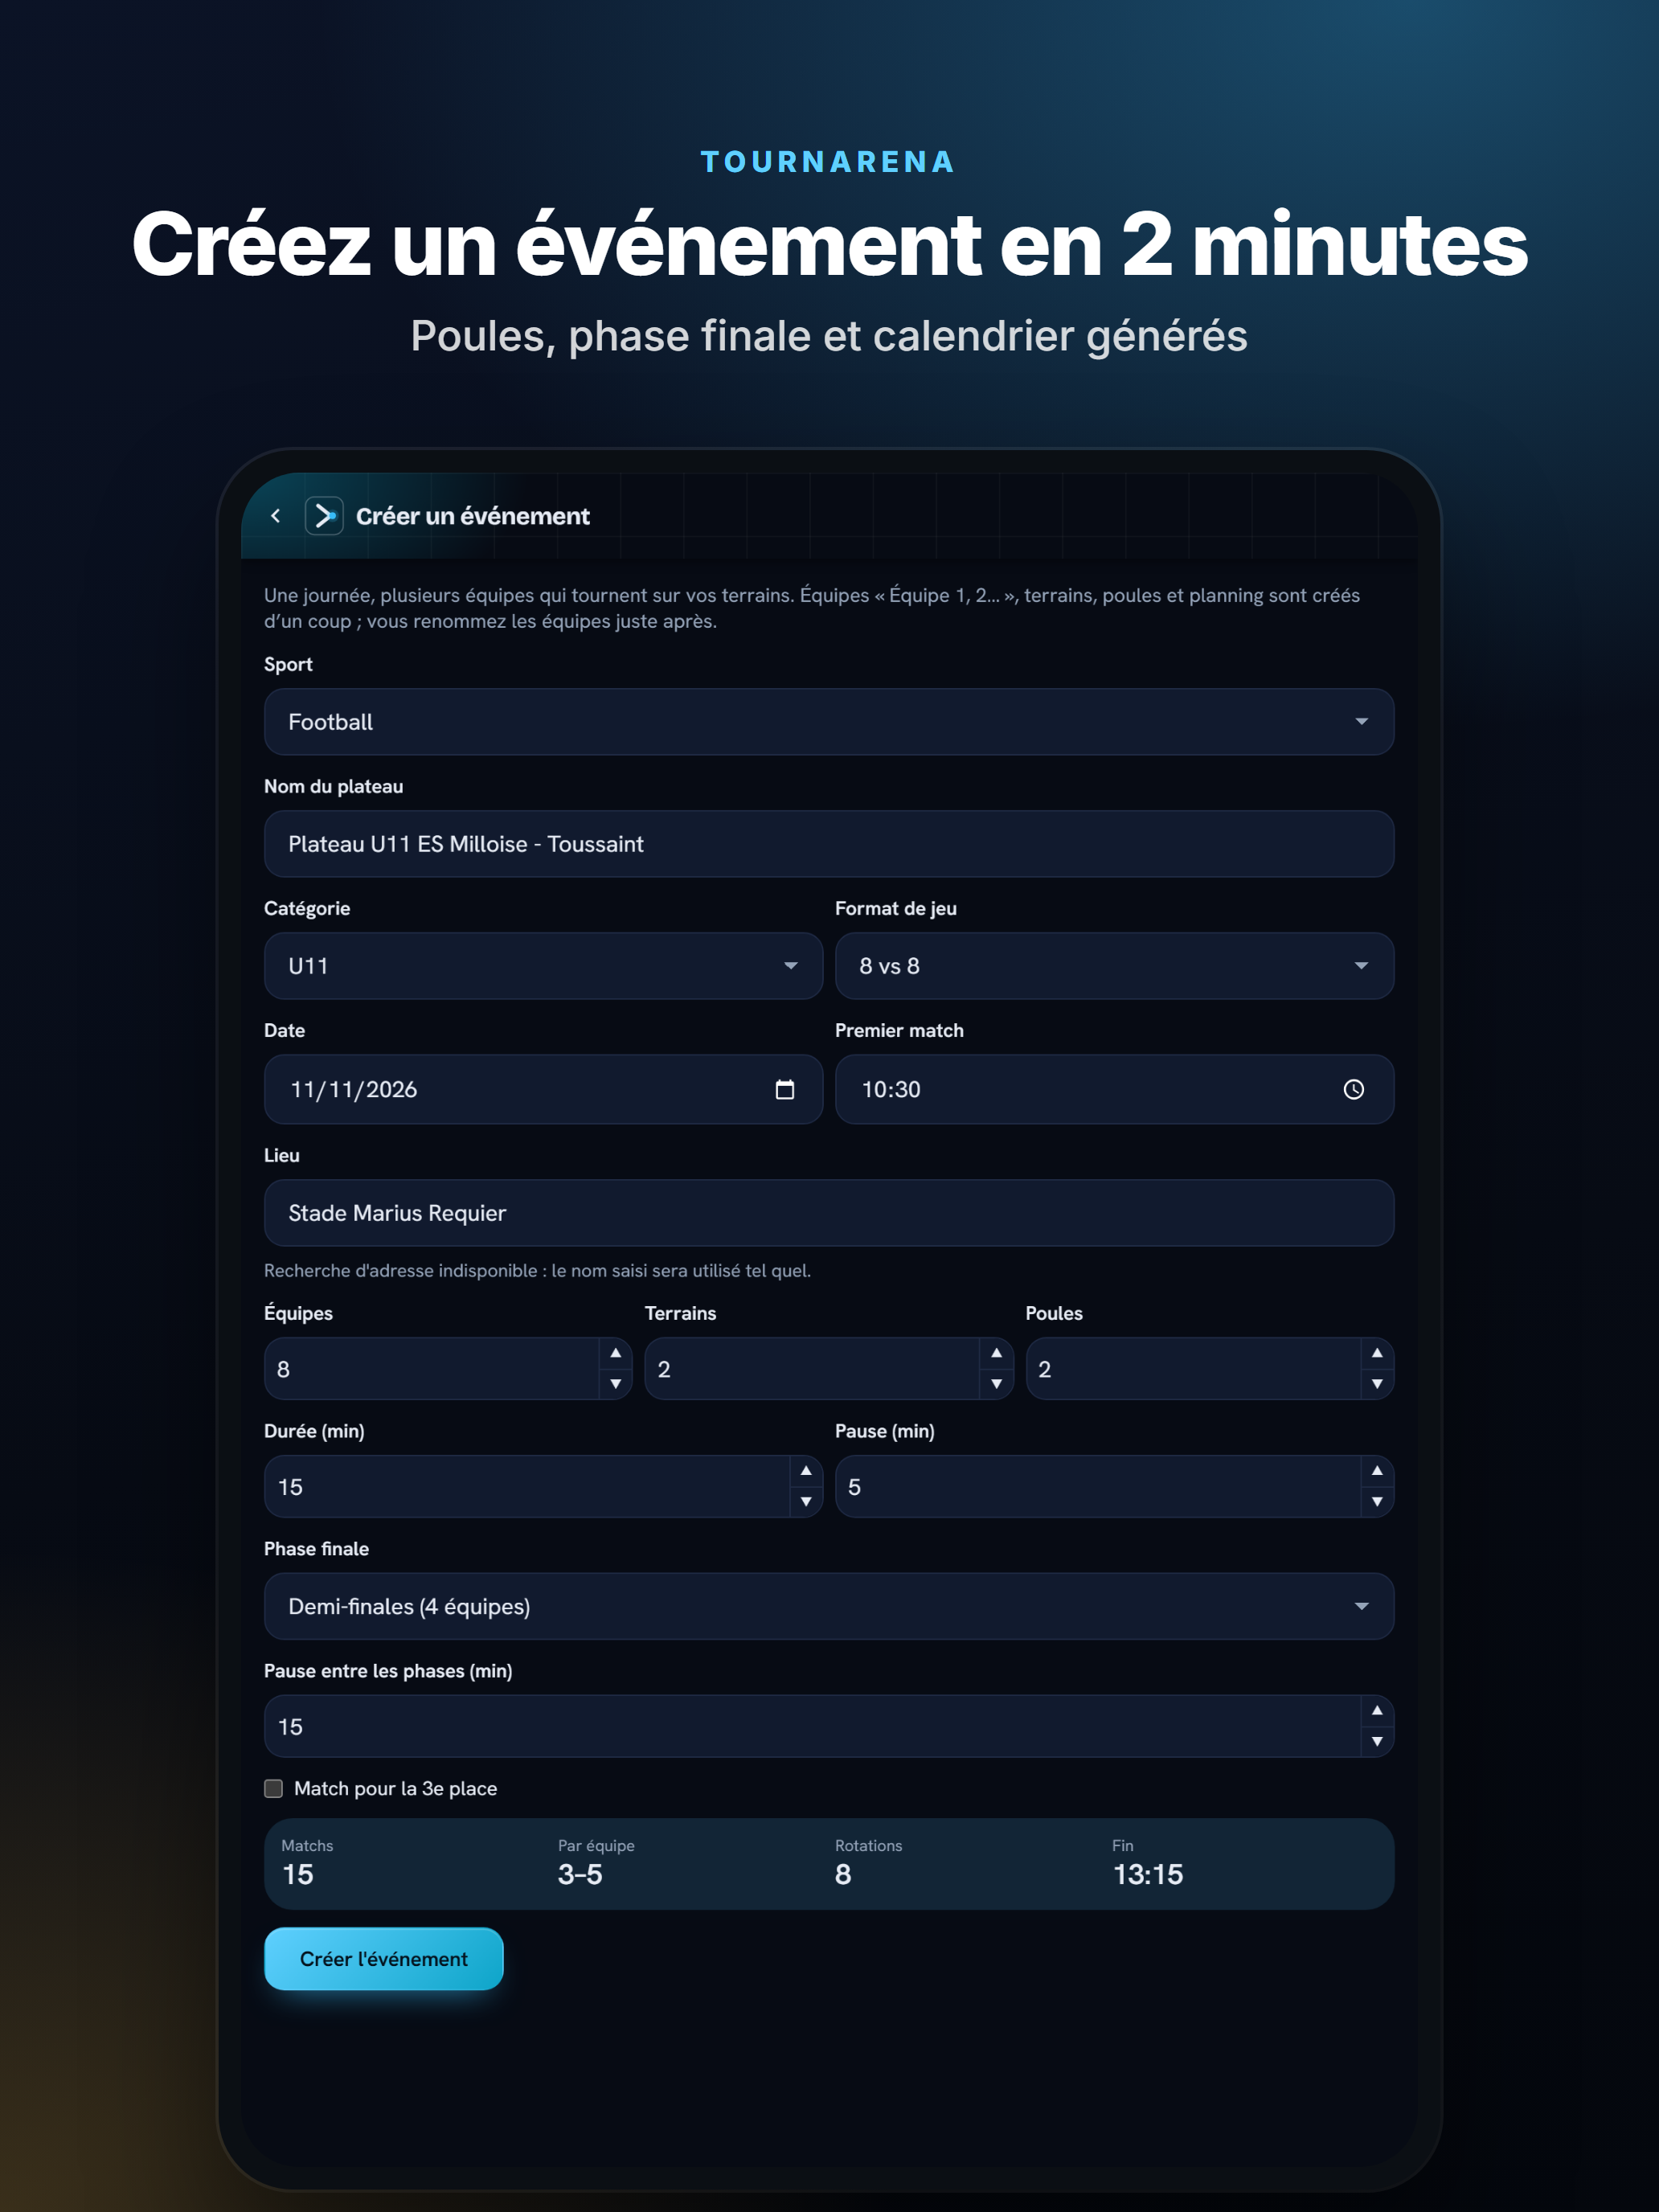 TOURNARENA
Créez un événement en 2 minutes
Poules, phase finale et calendrier générés
Créer un événement
Une journée, plusieurs équipes qui tournent sur vos terrains. Équipes « Équipe 1, 2… », terrains, poules et planning sont créés
d’un coup ; vous renommez les équipes juste après.
Sport
Football
Nom du plateau
Plateau U11 ES Milloise - Toussaint
Catégorie
Format de jeu
U11
8 vs 8
Date
Premier match
11/11/2026
10:30
Lieu
Stade Marius Requier
Recherche d'adresse indisponible : le nom saisi sera utilisé tel quel.
Équipes
Terrains
Poules
8
2
2
Durée (min)
Pause (min)
15
5
Phase finale
Demi-finales (4 équipes)
Pause entre les phases (min)
15
Match pour la 3e place
Matchs
Par équipe
Rotations
Fin
15
3–5
8
13:15
Créer l'événement